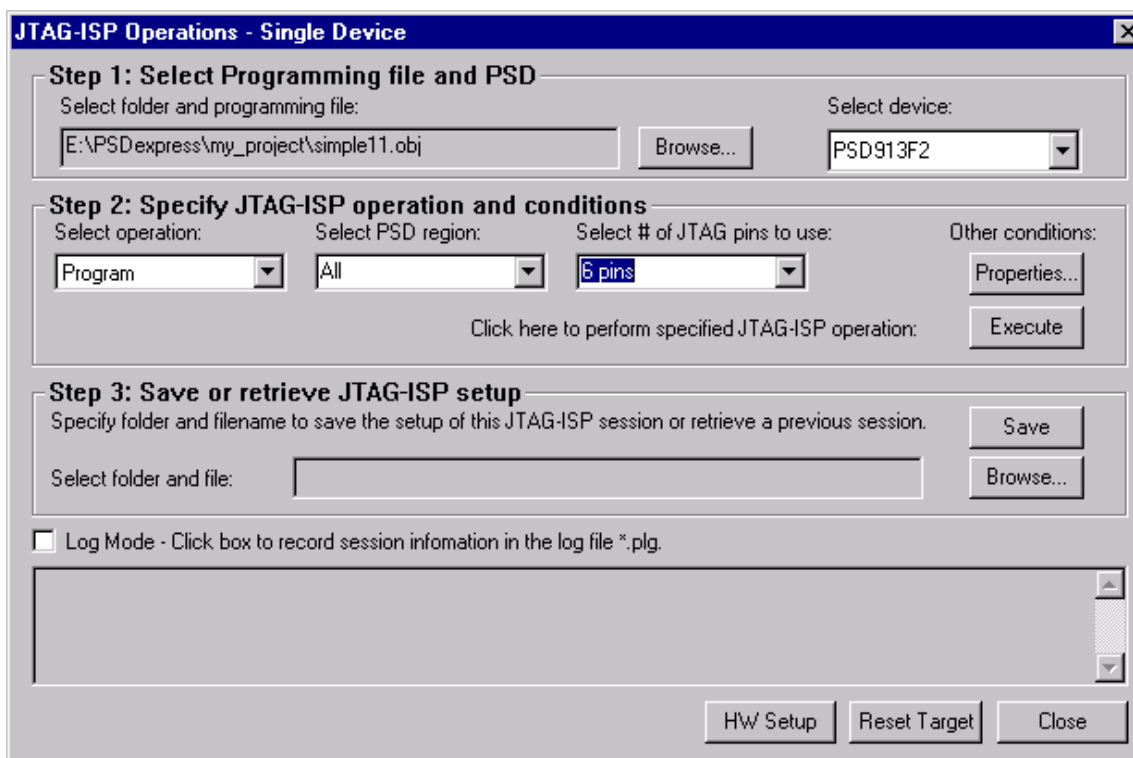 JTAG-ISP Operations - Single Device
Step 1: Select Programming file and PSD
Select folder and programming file:
Select device:
E:\PSDexpress\my_project\simple11.obj
Browse...
PSD913F2
Step 2: Specify JTAG-ISP operation and conditions
Select operation:
Select PSD region:
Select # of JTAG pins to use:
Other conditions:
Program
All
6 pins
Properties...
Click here to perform specified JTAG-ISP operation:
Execute
Step 3: Save or retrieve JTAG-ISP setup
Specify folder and filename to save the setup of this JTAG-ISP session or retrieve a previous session.
Save
Select folder and file:
Browse...
Log Mode - Click box to record session infomation in the log file *.plg.
HW Setup
Reset Target
Close